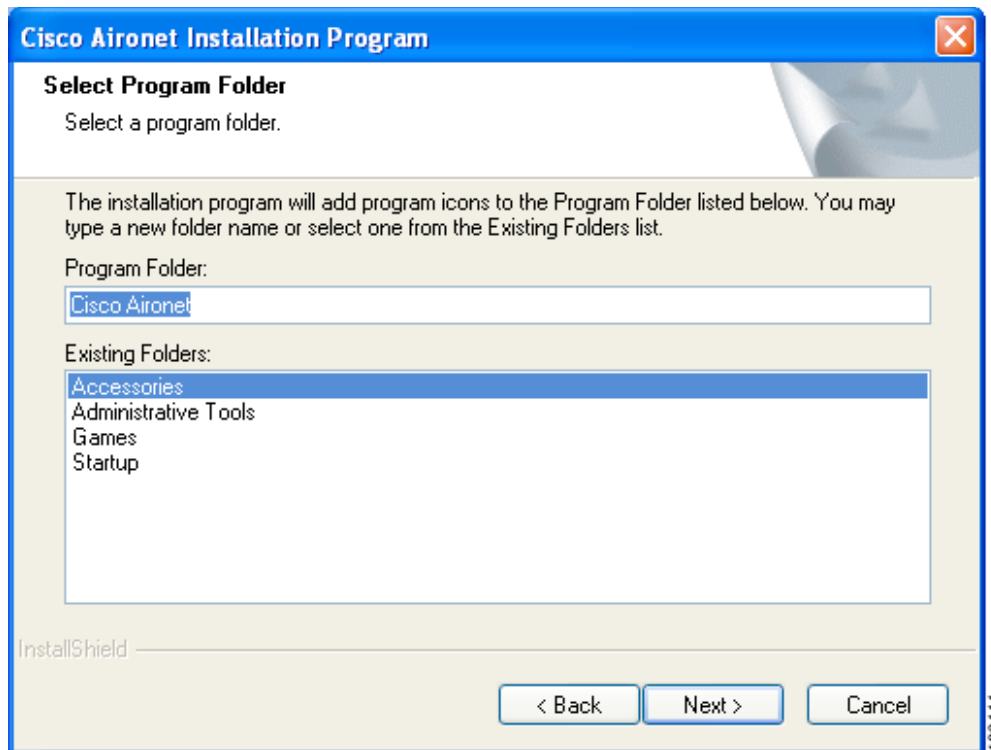 Cisco Aironet Installation Program
Select Program Folder
Select a program folder.
The installation program will add program icons to the Program Folder listed below. You may
type a new folder name or select one from the Existing Folders list.
Program Folder:
Cisco Aironet
Existing Folders:
Accessories
Administrative Tools
Games
Startup
InstallShield
< Back
Next >
Cancel